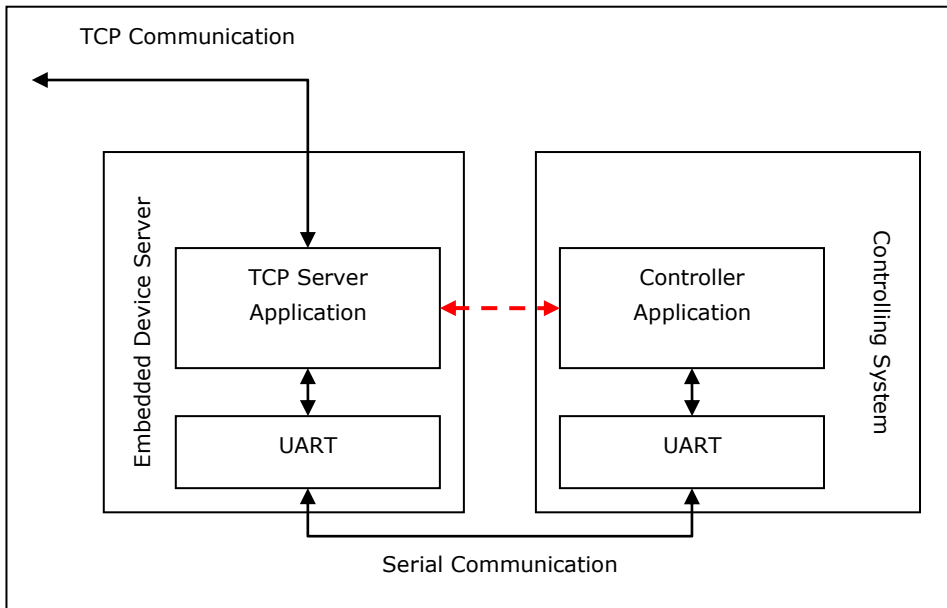 TCP Communication
Embedded Device Server
TCP Server
Application
UART
Controller
Application
UART
Controlling System
Serial Communication